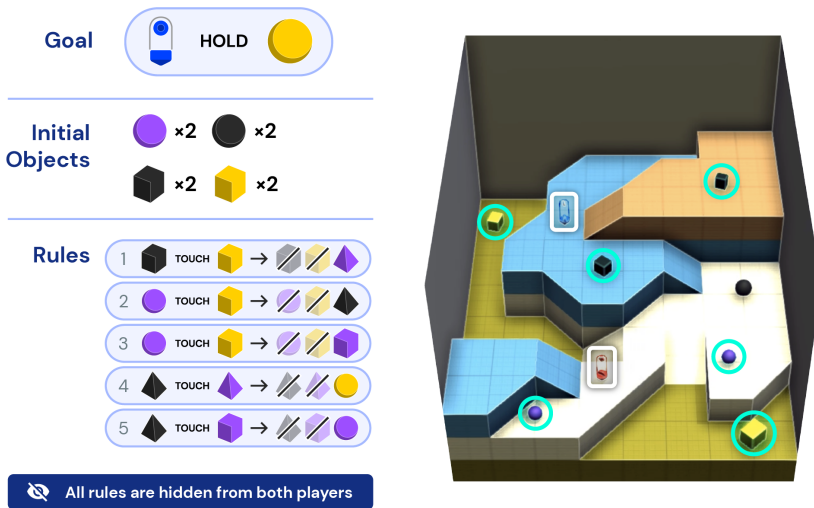 Goal
HOLD
Initial
Objects
×2 ×2
×2 ×2
Rules
1 TOUCH →
2 TOUCH →
3 TOUCH →
4 TOUCH →
5 TOUCH →
All rules are hidden from both players